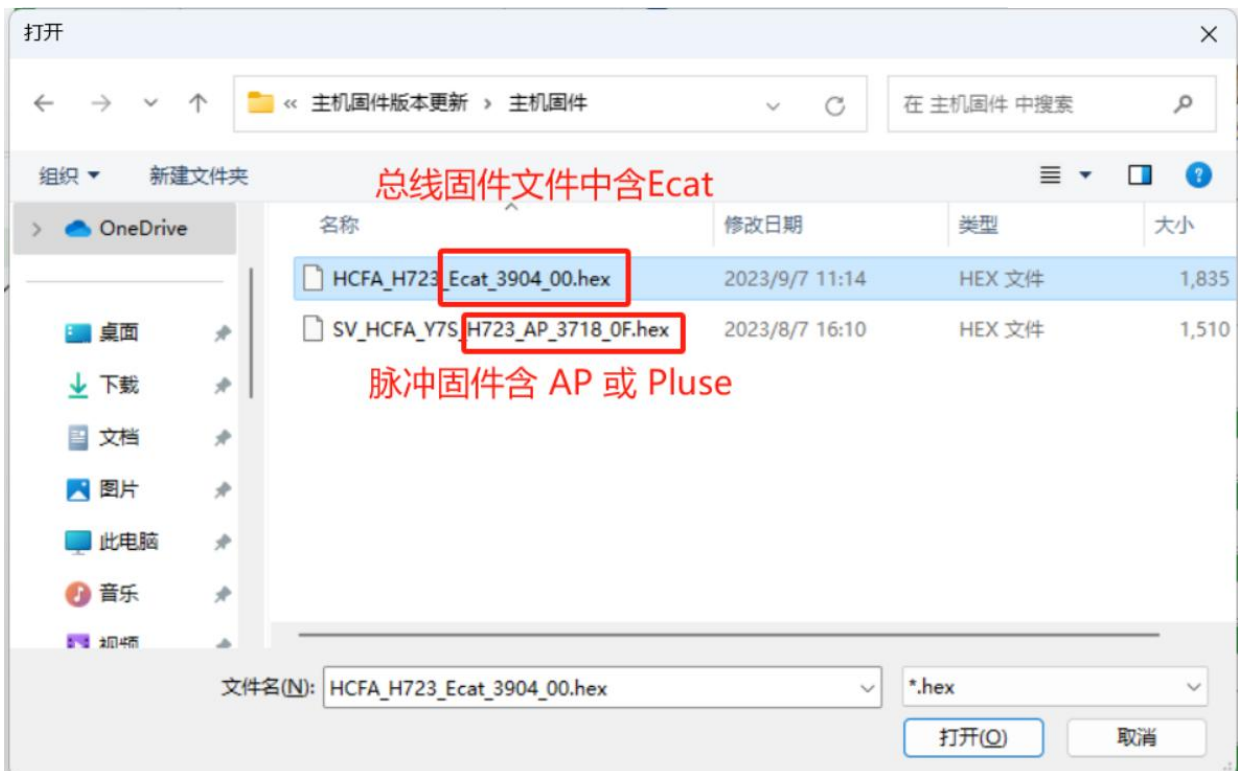 打开
« 主机固件版本更新 › 主机固件
在 主机固件 中搜索
组织 新建文件夹
总线固件文件中含Ecat
OneDrive
名称 修改日期 类型 大小
HCFA_H723_Ecat_3904_00.hex 2023/9/7 11:14 HEX 文件 1,835
SV_HCFA_Y7S_H723_AP_3718_0F.hex 2023/8/7 16:10 HEX 文件 1,510
脉冲固件含 AP 或 Pluse
桌面
下载
文档
图片
此电脑
音乐
视频
文件名(N): HCFA_H723_Ecat_3904_00.hex *.hex
打开(O) 取消